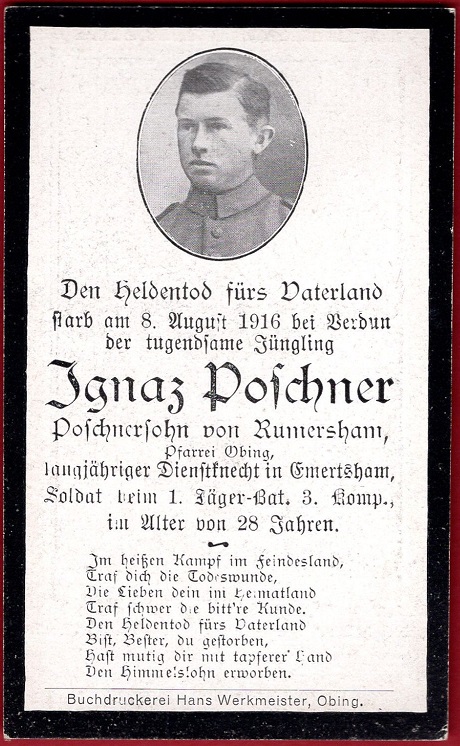 Den Heldentod fürs Vaterland
starb am 8. August 1916 bei Verdun
der tugendsame Jüngling
Ignaz Poschner
Poschnersohn von Rumersham,
Pfarrei Obing,
langjähriger Dienstknecht in Emertsham,
Soldat beim 1. Jäger-Bat. 3. Komp.,
im Alter von 28 Jahren.
Im heißen Kampf im Feindesland,
Traf dich die Todeswunde,
Die Lieben dein im Heimatland
Traf schwer die bitt're Kunde.
Den Heldentod fürs Vaterland
Bist, Bester, du gestorben,
Hast mutig dir mit tapferer Hand
Den Himmelslohn erworben.
Buchdruckerei Hans Werkmeister, Obing.